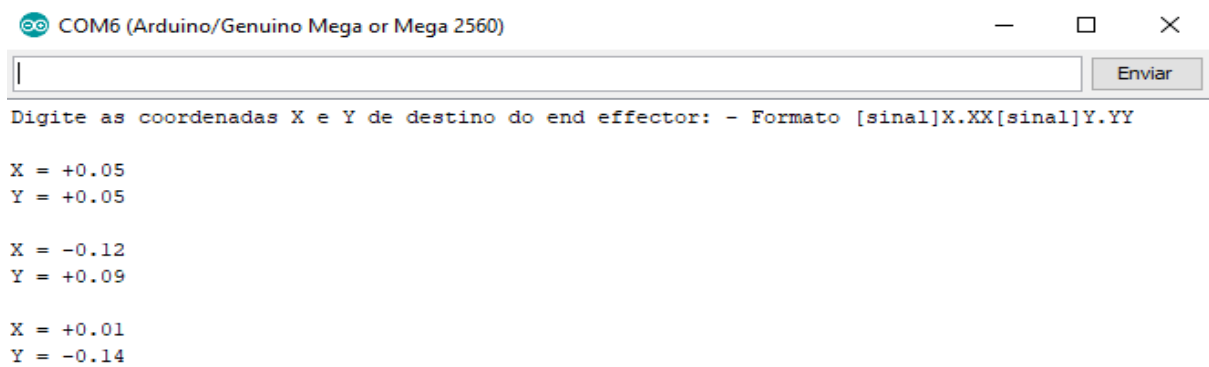 COM6 (Arduino/Genuino Mega or Mega 2560)
Enviar
Digite as coordenadas X e Y de destino do end effector: - Formato [sinal]X.XX[sinal]Y.YY
X = +0.05
Y = +0.05
X = -0.12
Y = +0.09
X = +0.01
Y = -0.14